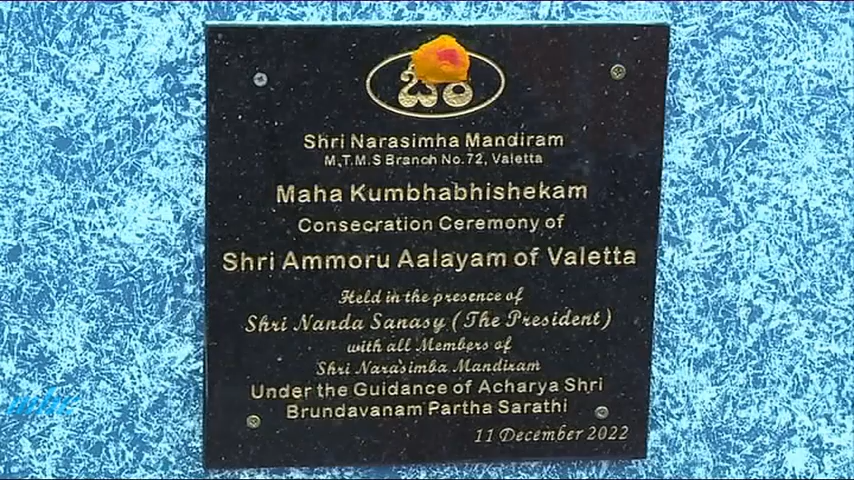 Shri Narasimha Mandiram
M.T.M.S Branch No.72, Valetta
Maha Kumbhabhishekam
Consecration Ceremony of
Shri Ammoru Aalayam of Valetta
Held in the presence of
Shri Nanda Sanasy (The President)
with all Members of
Shri Narasimba Mandiram
Under the Guidance of Acharya Shri
Brundavanam Partha Sarathi
11 December 2022